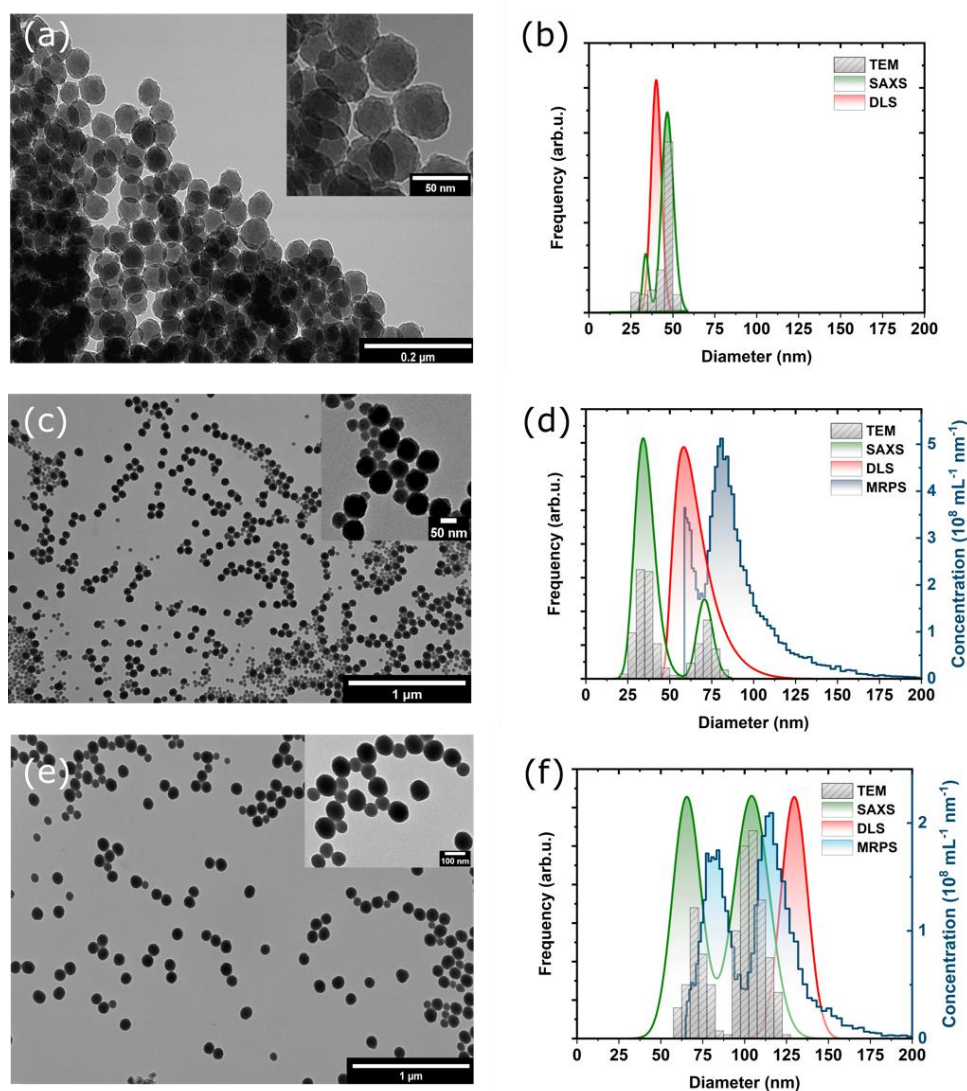 (a)
50 nm
0.2 µm
(b)
TEM
SAXS
DLS
Frequency (arb.u.)
0 25 50 75 100 125 150 175 200
Diameter (nm)
(c)
50 nm
1 µm
(d)
TEM
SAXS
DLS
MRPS
Frequency (arb.u.)
5
4
3
2
1
0
Concentration (10⁸ mL⁻¹ nm⁻¹)
0 25 50 75 100 125 150 175 200
Diameter (nm)
(e)
100 nm
1 µm
(f)
TEM
SAXS
DLS
MRPS
Frequency (arb.u.)
2
1
0
Concentration (10⁸ mL⁻¹ nm⁻¹)
0 25 50 75 100 125 150 175 200
Diameter (nm)